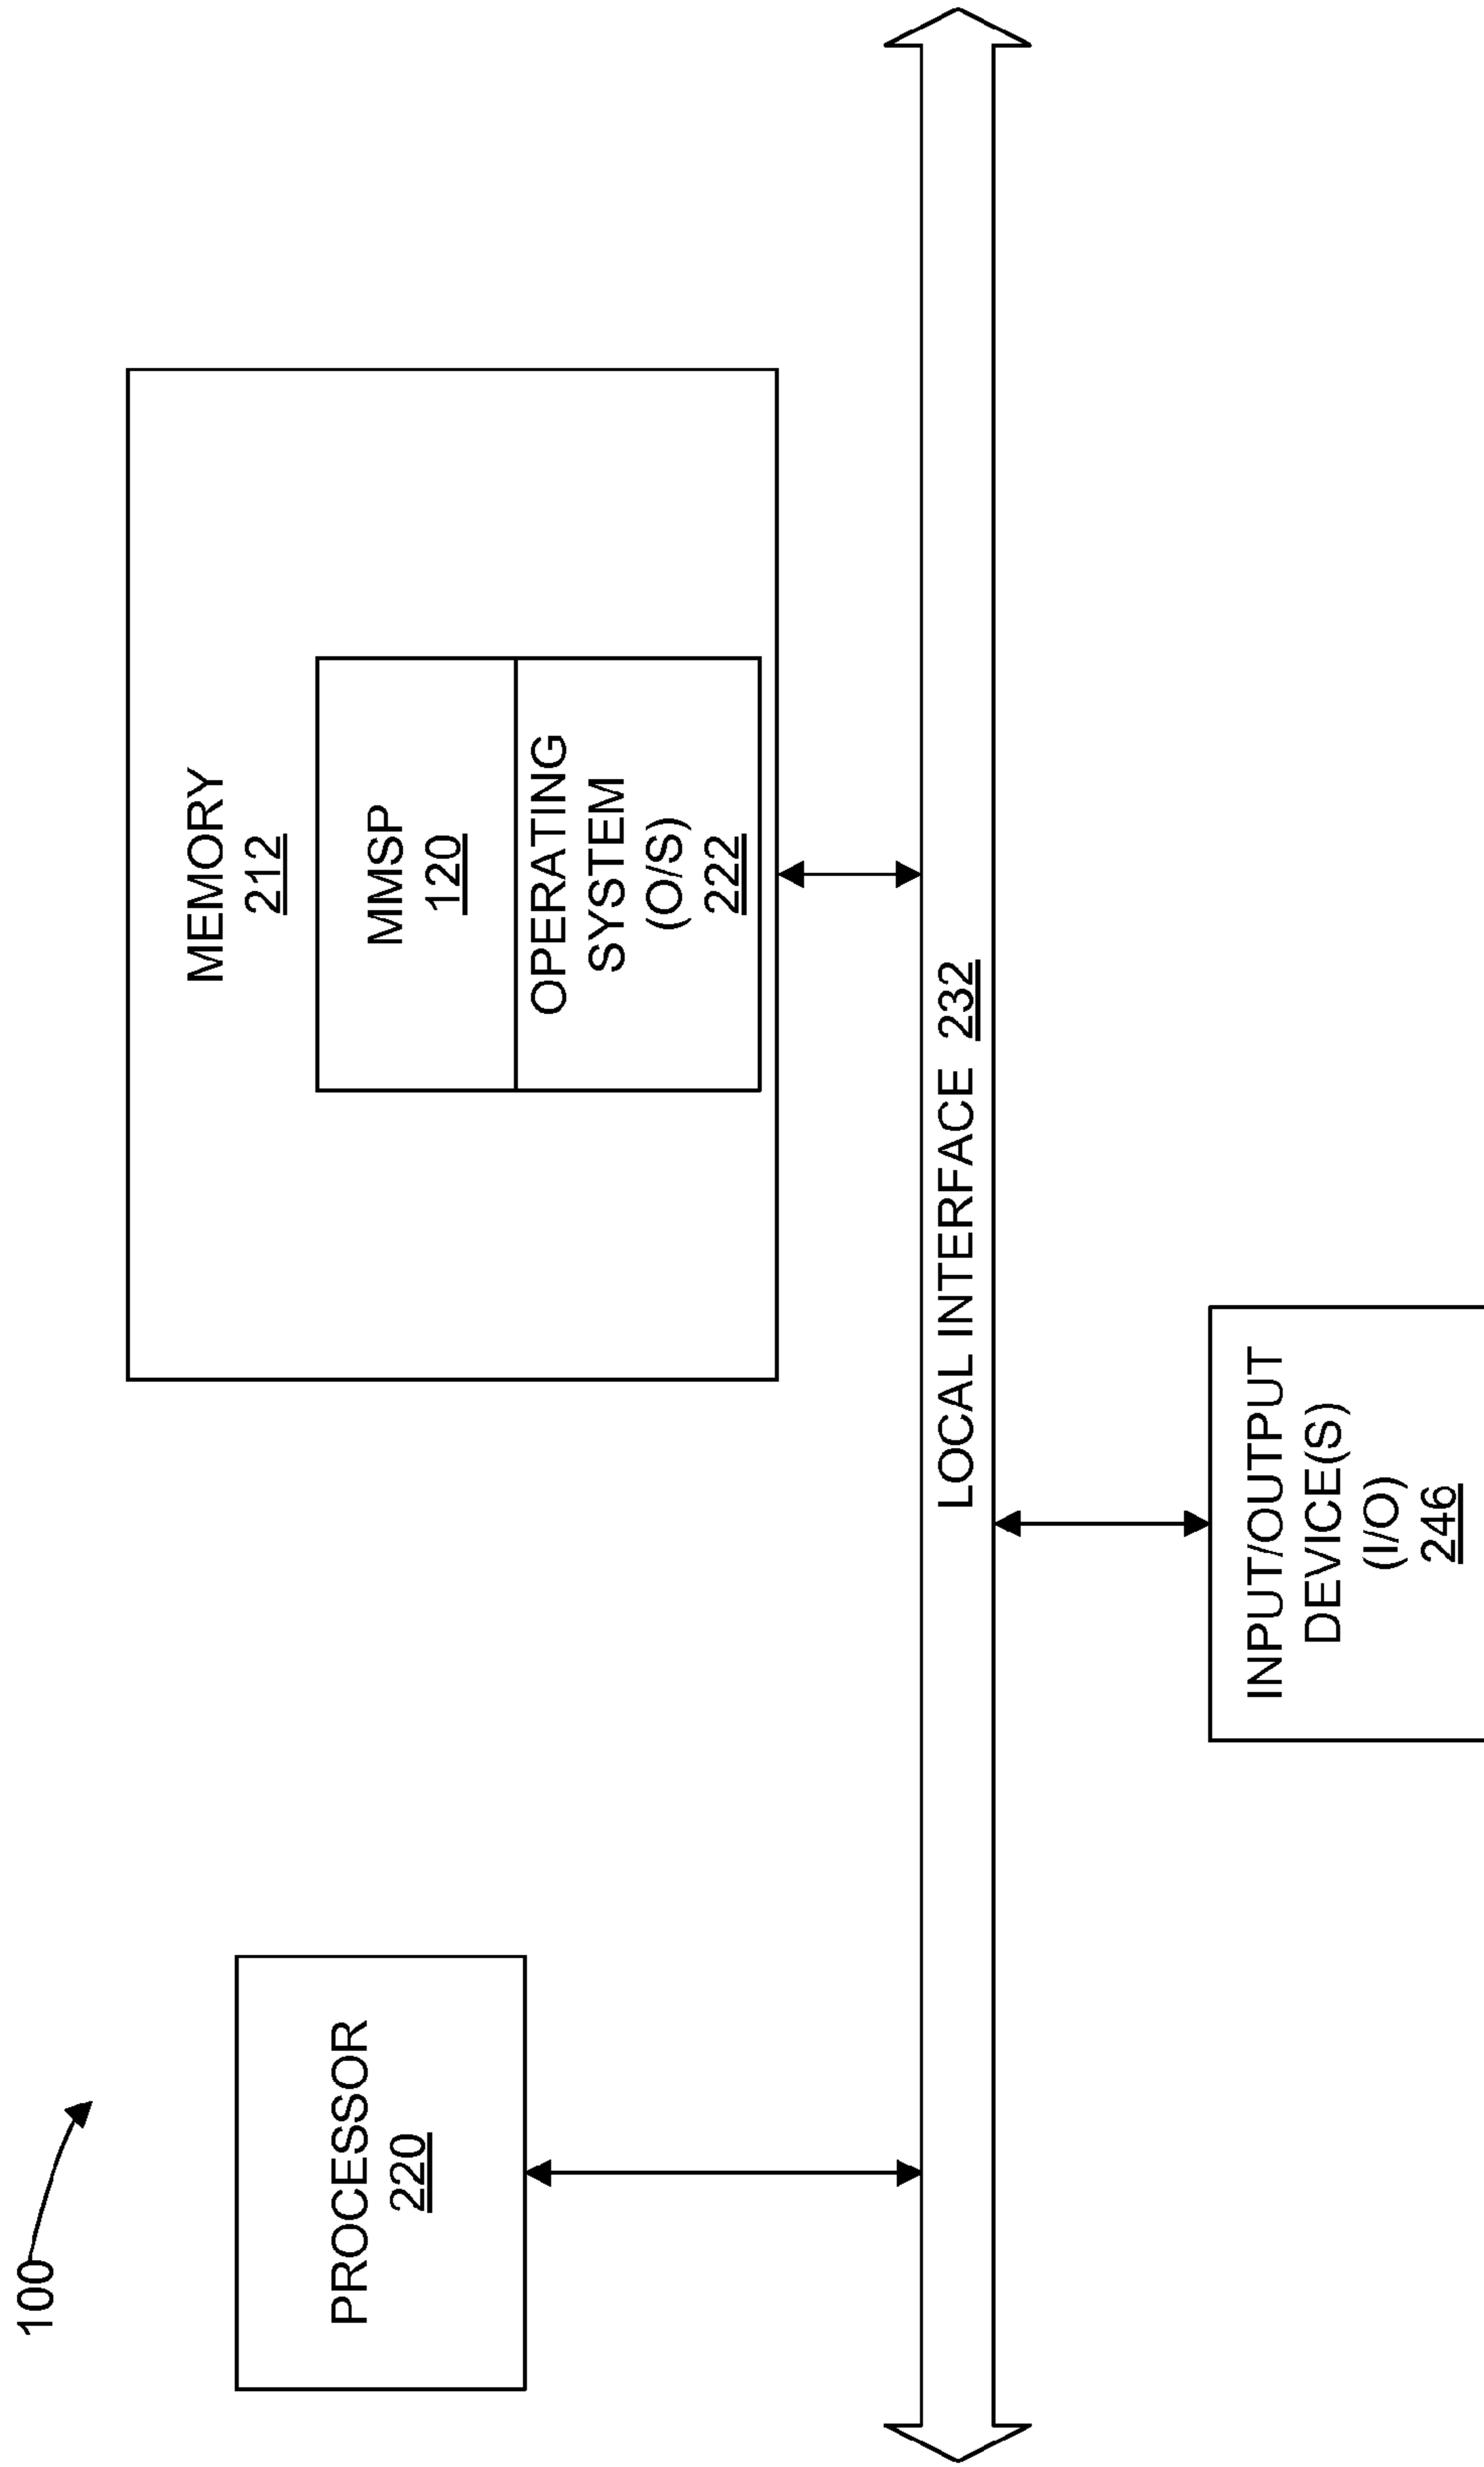 100
PROCESSOR
220
MEMORY
212
MMSP
120
OPERATING
SYSTEM
(O/S)
222
LOCAL INTERFACE 232
INPUT/OUTPUT
DEVICE(S)
(I/O)
246